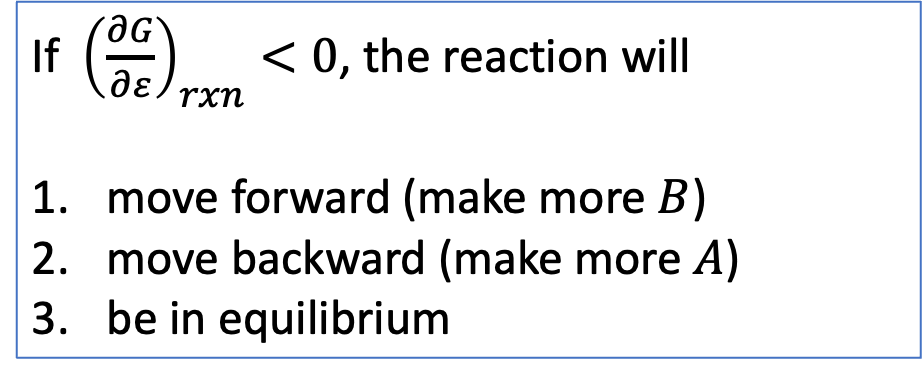 If (∂G/∂ε)rxn < 0, the reaction will
1. move forward (make more B)
2. move backward (make more A)
3. be in equilibrium